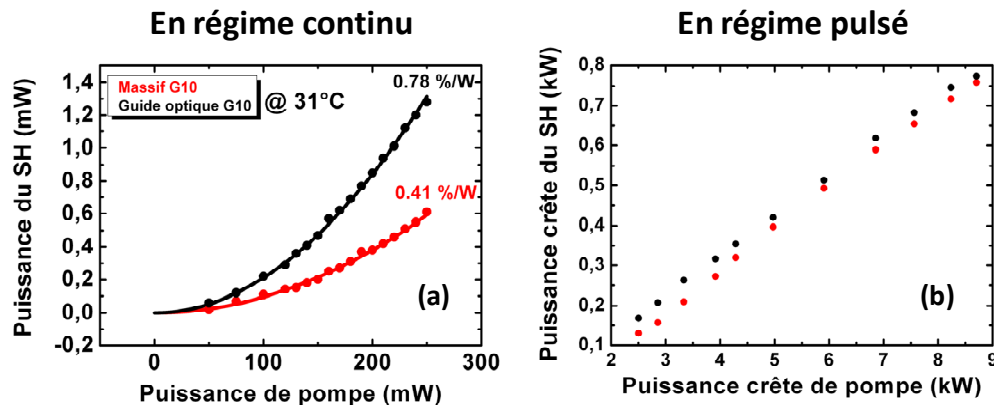 En régime continu
Puissance du SH (mW)
1,4
1,2
1,0
0,8
0,6
0,4
0,2
0,0
-0,2
Massif G10
Guide optique G10
@ 31°C
0.78 %/W
0.41 %/W
(a)
0
100
200
300
Puissance de pompe (mW)
En régime pulsé
Puissance crête du SH (kW)
0,8
0,7
0,6
0,5
0,4
0,3
0,2
0,1
(b)
2
3
4
5
6
7
8
9
Puissance crête de pompe (kW)